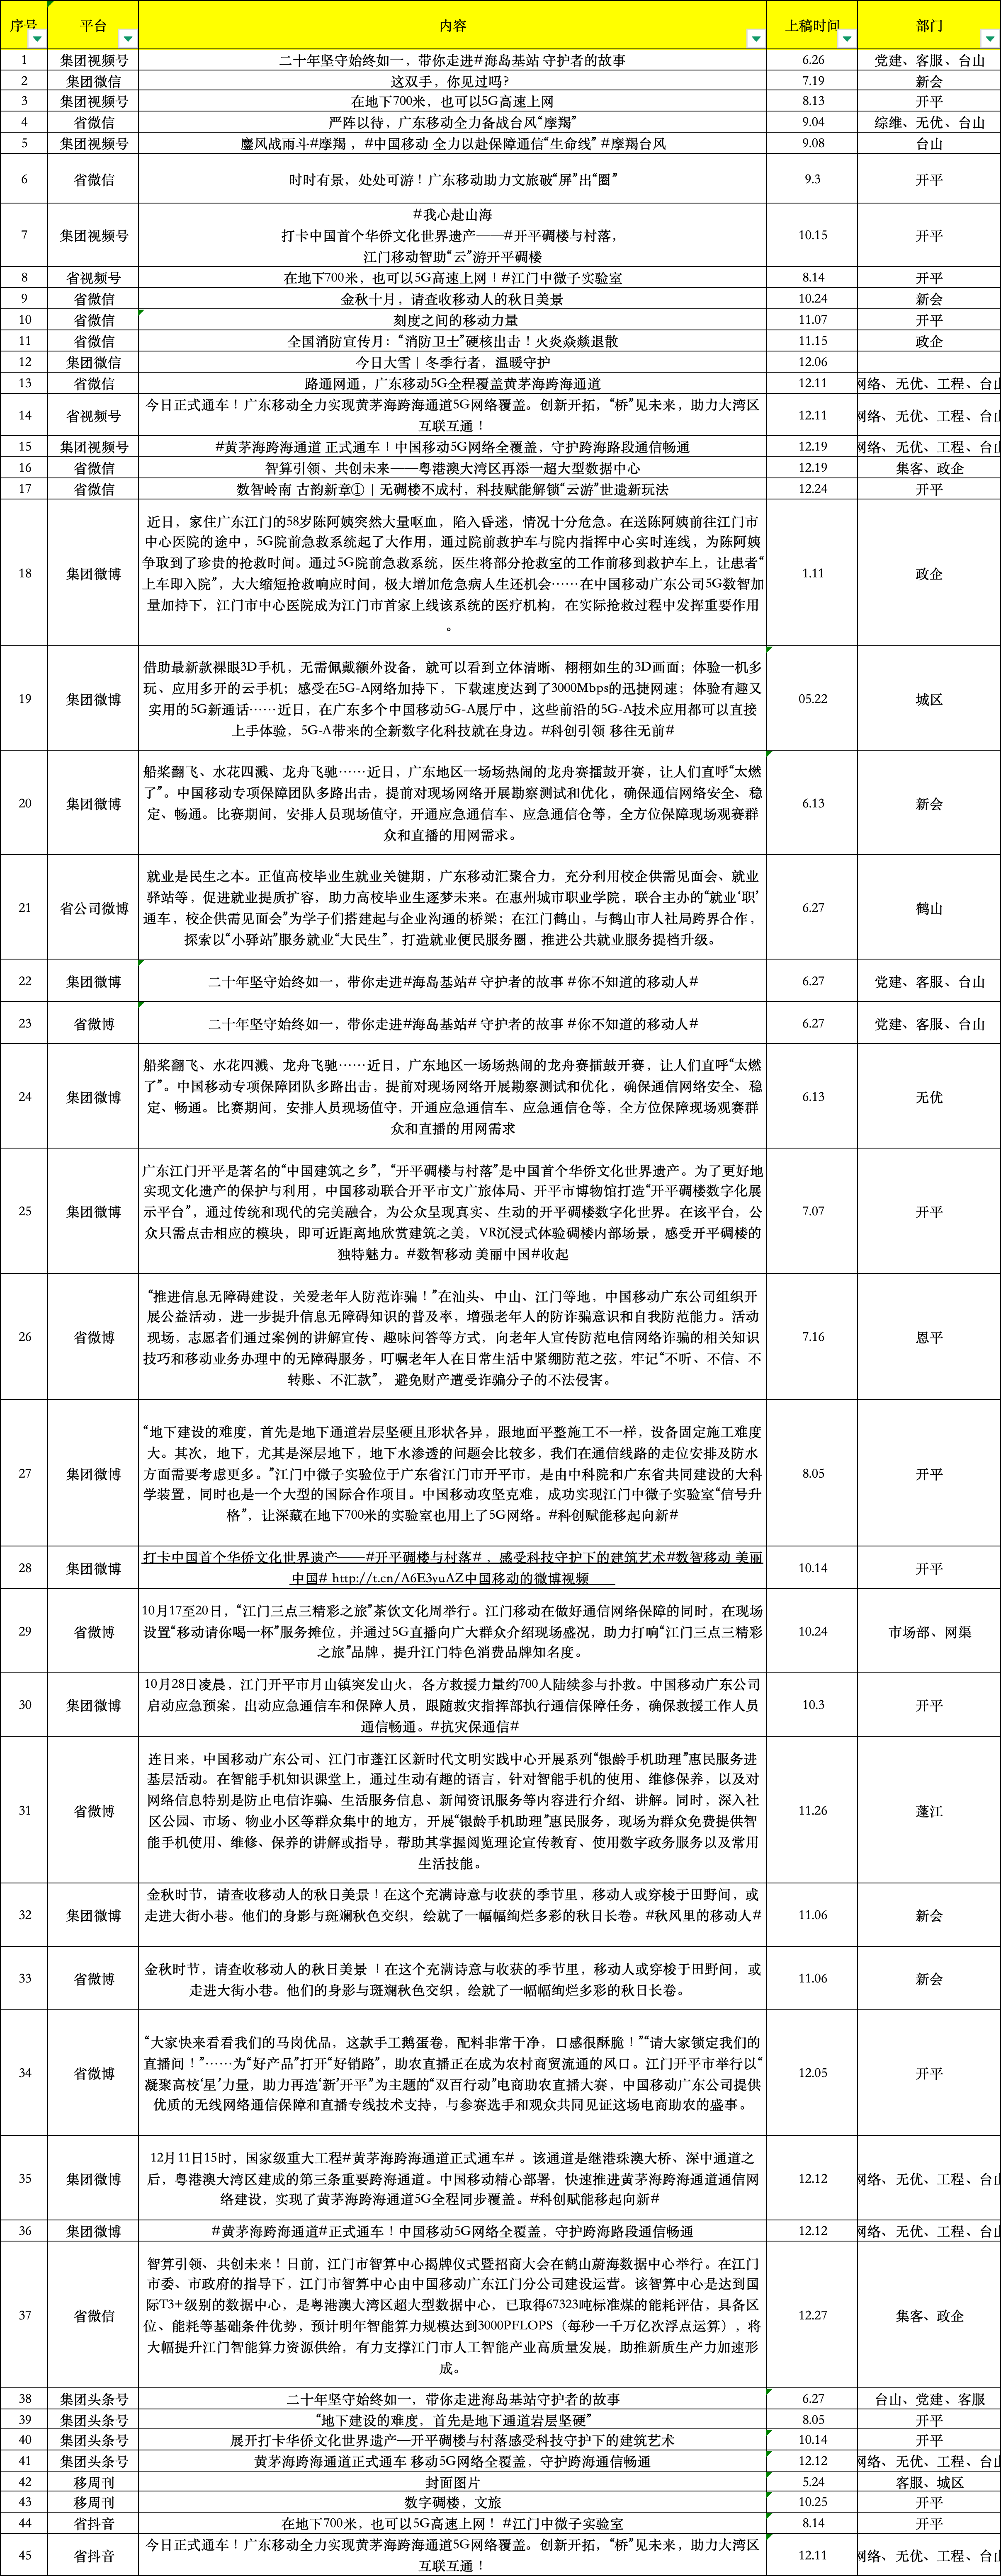 序号 平台 内容 上稿时间 部门
1 集团视频号 二十年坚守始终如一，带你走进#海岛基站 守护者的故事 6.26 党建、客服、台山
2 集团微信 这双手，你见过吗? 7.19 新会
3 集团视频号 在地下700米，也可以5G高速上网 8.13 开平
4 省微信 严阵以待，广东移动全力备战台风“摩羯” 9.04 综维、无优、台山
5 集团视频号 鏖风战雨斗#摩羯 ，#中国移动 全力以赴保障通信“生命线” #摩羯台风 9.08 台山
6 省微信 时时有景，处处可游！广东移动助力文旅破“屏”出“圈” 9.3 开平
#我心赴山海
7 集团视频号 打卡中国首个华侨文化世界遗产——#开平碉楼与村落， 10.15 开平
江门移动智助“云”游开平碉楼
8 省视频号 在地下700米，也可以5G高速上网！#江门中微子实验室 8.14 开平
9 省微信 金秋十月，请查收移动人的秋日美景 10.24 新会
10 省微信 刻度之间的移动力量 11.07 开平
11 省微信 全国消防宣传月：“消防卫士”硬核出击！火炎焱燚退散 11.15 政企
12 集团微信 今日大雪｜冬季行者，温暖守护 12.06
13 省微信 路通网通，广东移动5G全程覆盖黄茅海跨海通道 12.11 网络、无优、工程、台山
14 省视频号 今日正式通车！广东移动全力实现黄茅海跨海通道5G网络覆盖。创新开拓，“桥”见未来，助力大湾区 12.11 网络、无优、工程、台山
互联互通！
15 集团视频号 #黄茅海跨海通道 正式通车！中国移动5G网络全覆盖，守护跨海路段通信畅通 12.19 网络、无优、工程、台山
16 省微信 智算引领、共创未来——粤港澳大湾区再添一超大型数据中心 12.19 集客、政企
17 省微信 数智岭南 古韵新章①｜无碉楼不成村，科技赋能解锁“云游”世遗新玩法 12.24 开平
近日，家住广东江门的58岁陈阿姨突然大量呕血，陷入昏迷，情况十分危急。在送陈阿姨前往江门市
中心医院的途中，5G院前急救系统起了大作用，通过院前救护车与院内指挥中心实时连线，为陈阿姨
争取到了珍贵的抢救时间。通过5G院前急救系统，医生将部分抢救室的工作前移到救护车上，让患者“
18 集团微博 上车即入院”，大大缩短抢救响应时间，极大增加危急病人生还机会……在中国移动广东公司5G数智加 1.11 政企
量加持下，江门市中心医院成为江门市首家上线该系统的医疗机构，在实际抢救过程中发挥重要作用
。
借助最新款裸眼3D手机，无需佩戴额外设备，就可以看到立体清晰、栩栩如生的3D画面；体验一机多
玩、应用多开的云手机；感受在5G-A网络加持下，下载速度达到了3000Mbps的迅捷网速；体验有趣又
19 集团微博 实用的5G新通话……近日，在广东多个中国移动5G-A展厅中，这些前沿的5G-A技术应用都可以直接 05.22 城区
上手体验，5G-A带来的全新数字化科技就在身边。#科创引领 移往无前#
船桨翻飞、水花四溅、龙舟飞驰……近日，广东地区一场场热闹的龙舟赛擂鼓开赛，让人们直呼“太燃
20 集团微博 了”。中国移动专项保障团队多路出击，提前对现场网络开展勘察测试和优化，确保通信网络安全、稳 6.13 新会
定、畅通。比赛期间，安排人员现场值守，开通应急通信车、应急通信仓等，全方位保障现场观赛群
众和直播的用网需求。
就业是民生之本。正值高校毕业生就业关键期，广东移动汇聚合力，充分利用校企供需见面会、就业
21 省公司微博 驿站等，促进就业提质扩容，助力高校毕业生逐梦未来。在惠州城市职业学院，联合主办的“就业‘职’ 6.27 鹤山
通车，校企供需见面会”为学子们搭建起与企业沟通的桥梁；在江门鹤山，与鹤山市人社局跨界合作，
探索以“小驿站”服务就业“大民生”，打造就业便民服务圈，推进公共就业服务提档升级。
22 集团微博 二十年坚守始终如一，带你走进#海岛基站# 守护者的故事 #你不知道的移动人# 6.27 党建、客服、台山
23 省微博 二十年坚守始终如一，带你走进#海岛基站# 守护者的故事 #你不知道的移动人# 6.27 党建、客服、台山
船桨翻飞、水花四溅、龙舟飞驰……近日，广东地区一场场热闹的龙舟赛擂鼓开赛，让人们直呼“太燃
24 集团微博 了”。中国移动专项保障团队多路出击，提前对现场网络开展勘察测试和优化，确保通信网络安全、稳 6.13 无优
定、畅通。比赛期间，安排人员现场值守，开通应急通信车、应急通信仓等，全方位保障现场观赛群
众和直播的用网需求
广东江门开平是著名的“中国建筑之乡”，“开平碉楼与村落”是中国首个华侨文化世界遗产。为了更好地
实现文化遗产的保护与利用，中国移动联合开平市文广旅体局、开平市博物馆打造“开平碉楼数字化展
25 集团微博 示平台”，通过传统和现代的完美融合，为公众呈现真实、生动的开平碉楼数字化世界。在该平台，公 7.07 开平
众只需点击相应的模块，即可近距离地欣赏建筑之美，VR沉浸式体验碉楼内部场景，感受开平碉楼的
独特魅力。#数智移动 美丽中国#收起
“推进信息无障碍建设，关爱老年人防范诈骗！”在汕头、中山、江门等地，中国移动广东公司组织开
展公益活动，进一步提升信息无障碍知识的普及率，增强老年人的防诈骗意识和自我防范能力。活动
26 省微博 现场，志愿者们通过案例的讲解宣传、趣味问答等方式，向老年人宣传防范电信网络诈骗的相关知识 7.16 恩平
技巧和移动业务办理中的无障碍服务，叮嘱老年人在日常生活中紧绷防范之弦，牢记“不听、不信、不
转账、不汇款”， 避免财产遭受诈骗分子的不法侵害。
“地下建设的难度，首先是地下通道岩层坚硬且形状各异，跟地面平整施工不一样，设备固定施工难度
大。其次，地下，尤其是深层地下，地下水渗透的问题会比较多，我们在通信线路的走位安排及防水
27 集团微博 方面需要考虑更多。”江门中微子实验位于广东省江门市开平市，是由中科院和广东省共同建设的大科 8.05 开平
学装置，同时也是一个大型的国际合作项目。中国移动攻坚克难，成功实现江门中微子实验室“信号升
格”，让深藏在地下700米的实验室也用上了5G网络。#科创赋能移起向新#
28 集团微博 打卡中国首个华侨文化世界遗产——#开平碉楼与村落# ，感受科技守护下的建筑艺术#数智移动 美丽 10.14 开平
中国# http://t.cn/A6E3yuAZ中国移动的微博视频
10月17至20日，“江门三点三精彩之旅”茶饮文化周举行。江门移动在做好通信网络保障的同时，在现场
29 省微博 设置“移动请你喝一杯”服务摊位，并通过5G直播向广大群众介绍现场盛况，助力打响“江门三点三精彩 10.24 市场部、网渠
之旅”品牌，提升江门特色消费品牌知名度。
10月28日凌晨，江门开平市月山镇突发山火，各方救援力量约700人陆续参与扑救。中国移动广东公司
30 集团微博 启动应急预案，出动应急通信车和保障人员，跟随救灾指挥部执行通信保障任务，确保救援工作人员 10.3 开平
通信畅通。#抗灾保通信#
连日来，中国移动广东公司、江门市蓬江区新时代文明实践中心开展系列“银龄手机助理”惠民服务进
基层活动。在智能手机知识课堂上，通过生动有趣的语言，针对智能手机的使用、维修保养，以及对
31 省微博 网络信息特别是防止电信诈骗、生活服务信息、新闻资讯服务等内容进行介绍、讲解。同时，深入社 11.26 蓬江
区公园、市场、物业小区等群众集中的地方，开展“银龄手机助理”惠民服务，现场为群众免费提供智
能手机使用、维修、保养的讲解或指导，帮助其掌握阅览理论宣传教育、使用数字政务服务以及常用
生活技能。
32 集团微博 金秋时节，请查收移动人的秋日美景！在这个充满诗意与收获的季节里，移动人或穿梭于田野间，或 11.06 新会
走进大街小巷。他们的身影与斑斓秋色交织，绘就了一幅幅绚烂多彩的秋日长卷。#秋风里的移动人#
33 省微博 金秋时节，请查收移动人的秋日美景 ！在这个充满诗意与收获的季节里，移动人或穿梭于田野间，或 11.06 新会
走进大街小巷。他们的身影与斑斓秋色交织，绘就了一幅幅绚烂多彩的秋日长卷。
“大家快来看看我们的马岗优品，这款手工鹅蛋卷，配料非常干净，口感很酥脆！”“请大家锁定我们的
34 省微博 直播间！”……为“好产品”打开“好销路”，助农直播正在成为农村商贸流通的风口。江门开平市举行以“ 12.05 开平
凝聚高校‘星’力量，助力再造‘新’开平”为主题的“双百行动”电商助农直播大赛，中国移动广东公司提供
优质的无线网络通信保障和直播专线技术支持，与参赛选手和观众共同见证这场电商助农的盛事。
12月11日15时，国家级重大工程#黄茅海跨海通道正式通车# 。该通道是继港珠澳大桥、深中通道之
35 集团微博 后，粤港澳大湾区建成的第三条重要跨海通道。中国移动精心部署，快速推进黄茅海跨海通道通信网 12.12 网络、无优、工程、台山
络建设，实现了黄茅海跨海通道5G全程同步覆盖。#科创赋能移起向新#
36 集团微博 #黄茅海跨海通道#正式通车！中国移动5G网络全覆盖，守护跨海路段通信畅通 12.12 网络、无优、工程、台山
智算引领、共创未来！日前，江门市智算中心揭牌仪式暨招商大会在鹤山蔚海数据中心举行。在江门
市委、市政府的指导下，江门市智算中心由中国移动广东江门分公司建设运营。该智算中心是达到国
37 省微信 际T3+级别的数据中心，是粤港澳大湾区超大型数据中心，已取得67323吨标准煤的能耗评估，具备区 12.27 集客、政企
位、能耗等基础条件优势，预计明年智能算力规模达到3000PFLOPS（每秒一千万亿次浮点运算），将
大幅提升江门智能算力资源供给，有力支撑江门市人工智能产业高质量发展，助推新质生产力加速形
成。
38 集团头条号 二十年坚守始终如一，带你走进海岛基站守护者的故事 6.27 台山、党建、客服
39 集团头条号 “地下建设的难度，首先是地下通道岩层坚硬” 8.05 开平
40 集团头条号 展开打卡华侨文化世界遗产—开平碉楼与村落感受科技守护下的建筑艺术 10.14 开平
41 集团头条号 黄茅海跨海通道正式通车 移动5G网络全覆盖，守护跨海通信畅通 12.12 网络、无优、工程、台山
42 移周刊 封面图片 5.24 客服、城区
43 移周刊 数字碉楼，文旅 10.25 开平
44 省抖音 在地下700米，也可以5G高速上网！#江门中微子实验室 8.14 开平
45 省抖音 今日正式通车！广东移动全力实现黄茅海跨海通道5G网络覆盖。创新开拓，“桥”见未来，助力大湾区 12.11 网络、无优、工程、台山
互联互通！